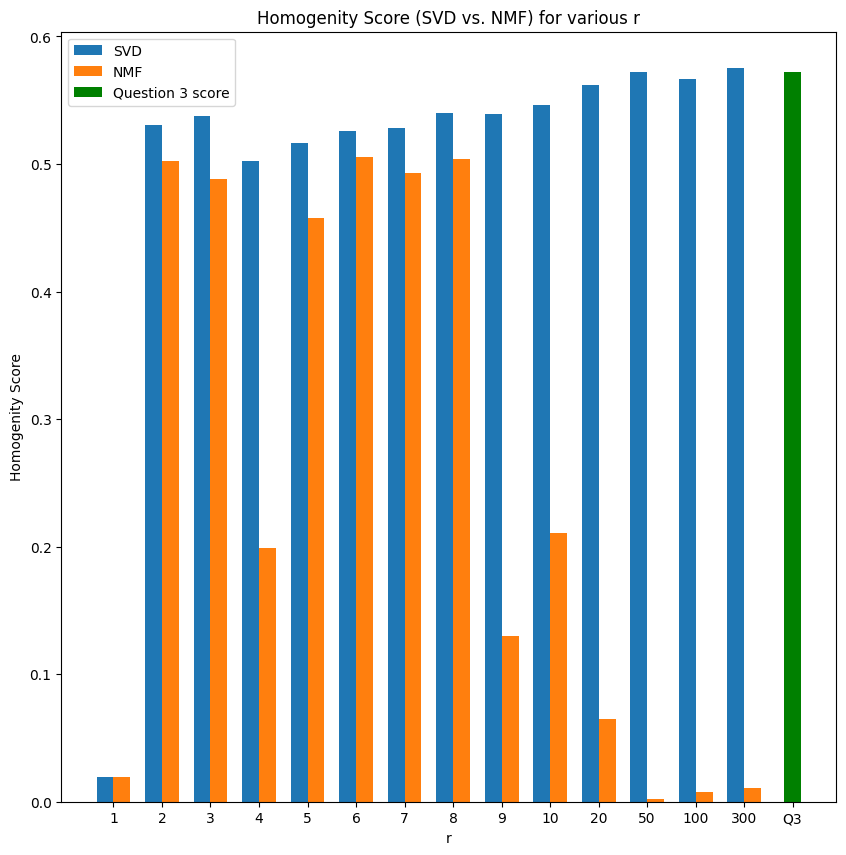 Homogenity Score (SVD vs. NMF) for various r
SVD
NMF
Question 3 score
Homogenity Score
0.6
0.5
0.4
0.3
0.2
0.1
0.0
1 2 3 4 5 6 7 8 9 10 20 50 100 300 Q3
r